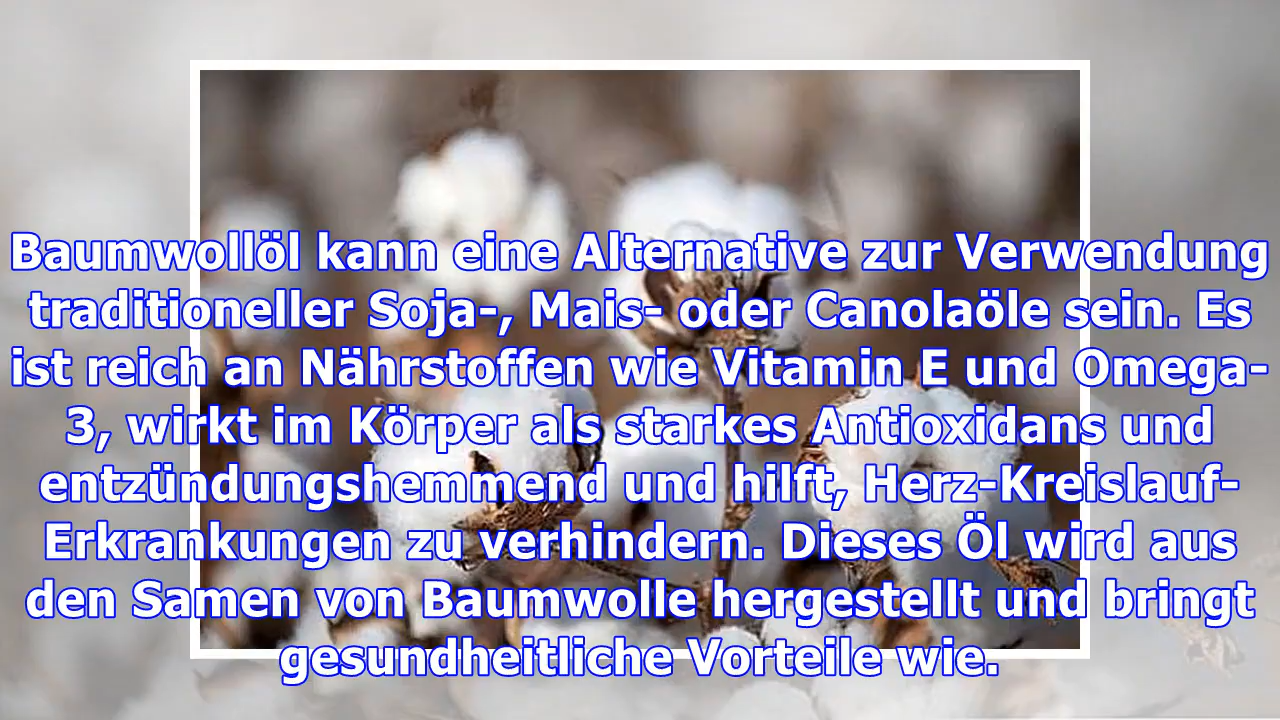 Baumwollöl kann eine Alternative zur Verwendung
traditioneller Soja-, Mais- oder Canolaöle sein. Es
ist reich an Nährstoffen wie Vitamin E und Omega-
3, wirkt im Körper als starkes Antioxidans und
entzündungshemmend und hilft, Herz-Kreislauf-
Erkrankungen zu verhindern. Dieses Öl wird aus
den Samen von Baumwolle hergestellt und bringt
gesundheitliche Vorteile wie.